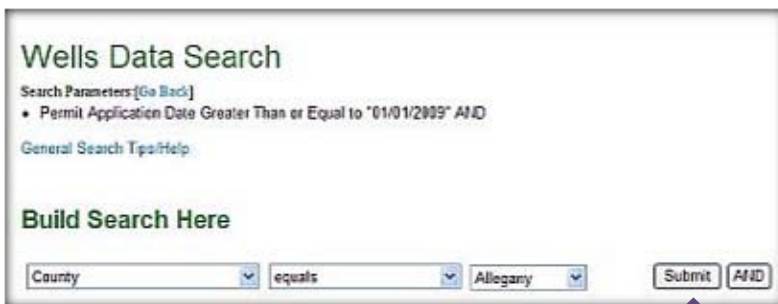 Wells Data Search
Search Parameters:[Go Back]
• Permit Application Date Greater Than or Equal to "01/01/2009" AND
General Search Tips/Help
Build Search Here
County equals Allegany Submit AND